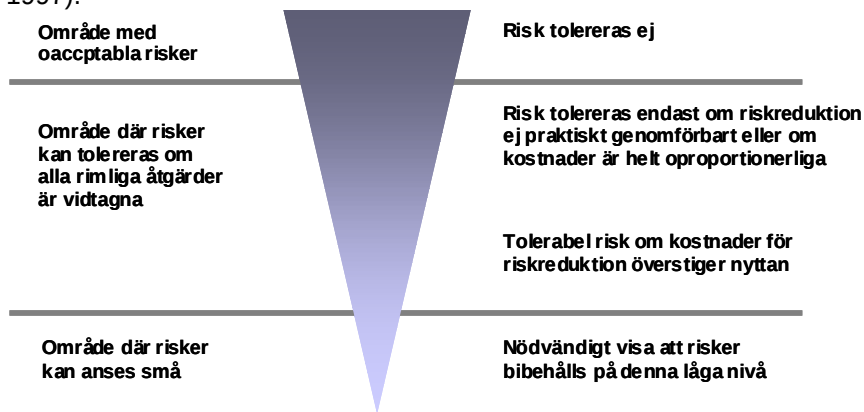 1997).
Område med
oaccptabla risker
Risk tolereras ej
Område där risker
kan tolereras om
alla rimliga åtgärder
är vidtagna
Risk tolereras endast om riskreduktion
ej praktiskt genomförbart eller om
kostnader är helt oproportionerliga
Tolerabel risk om kostnader för
riskreduktion överstiger nyttan
Område där risker
kan anses små
Nödvändigt visa att risker
bibehålls på denna låga nivå